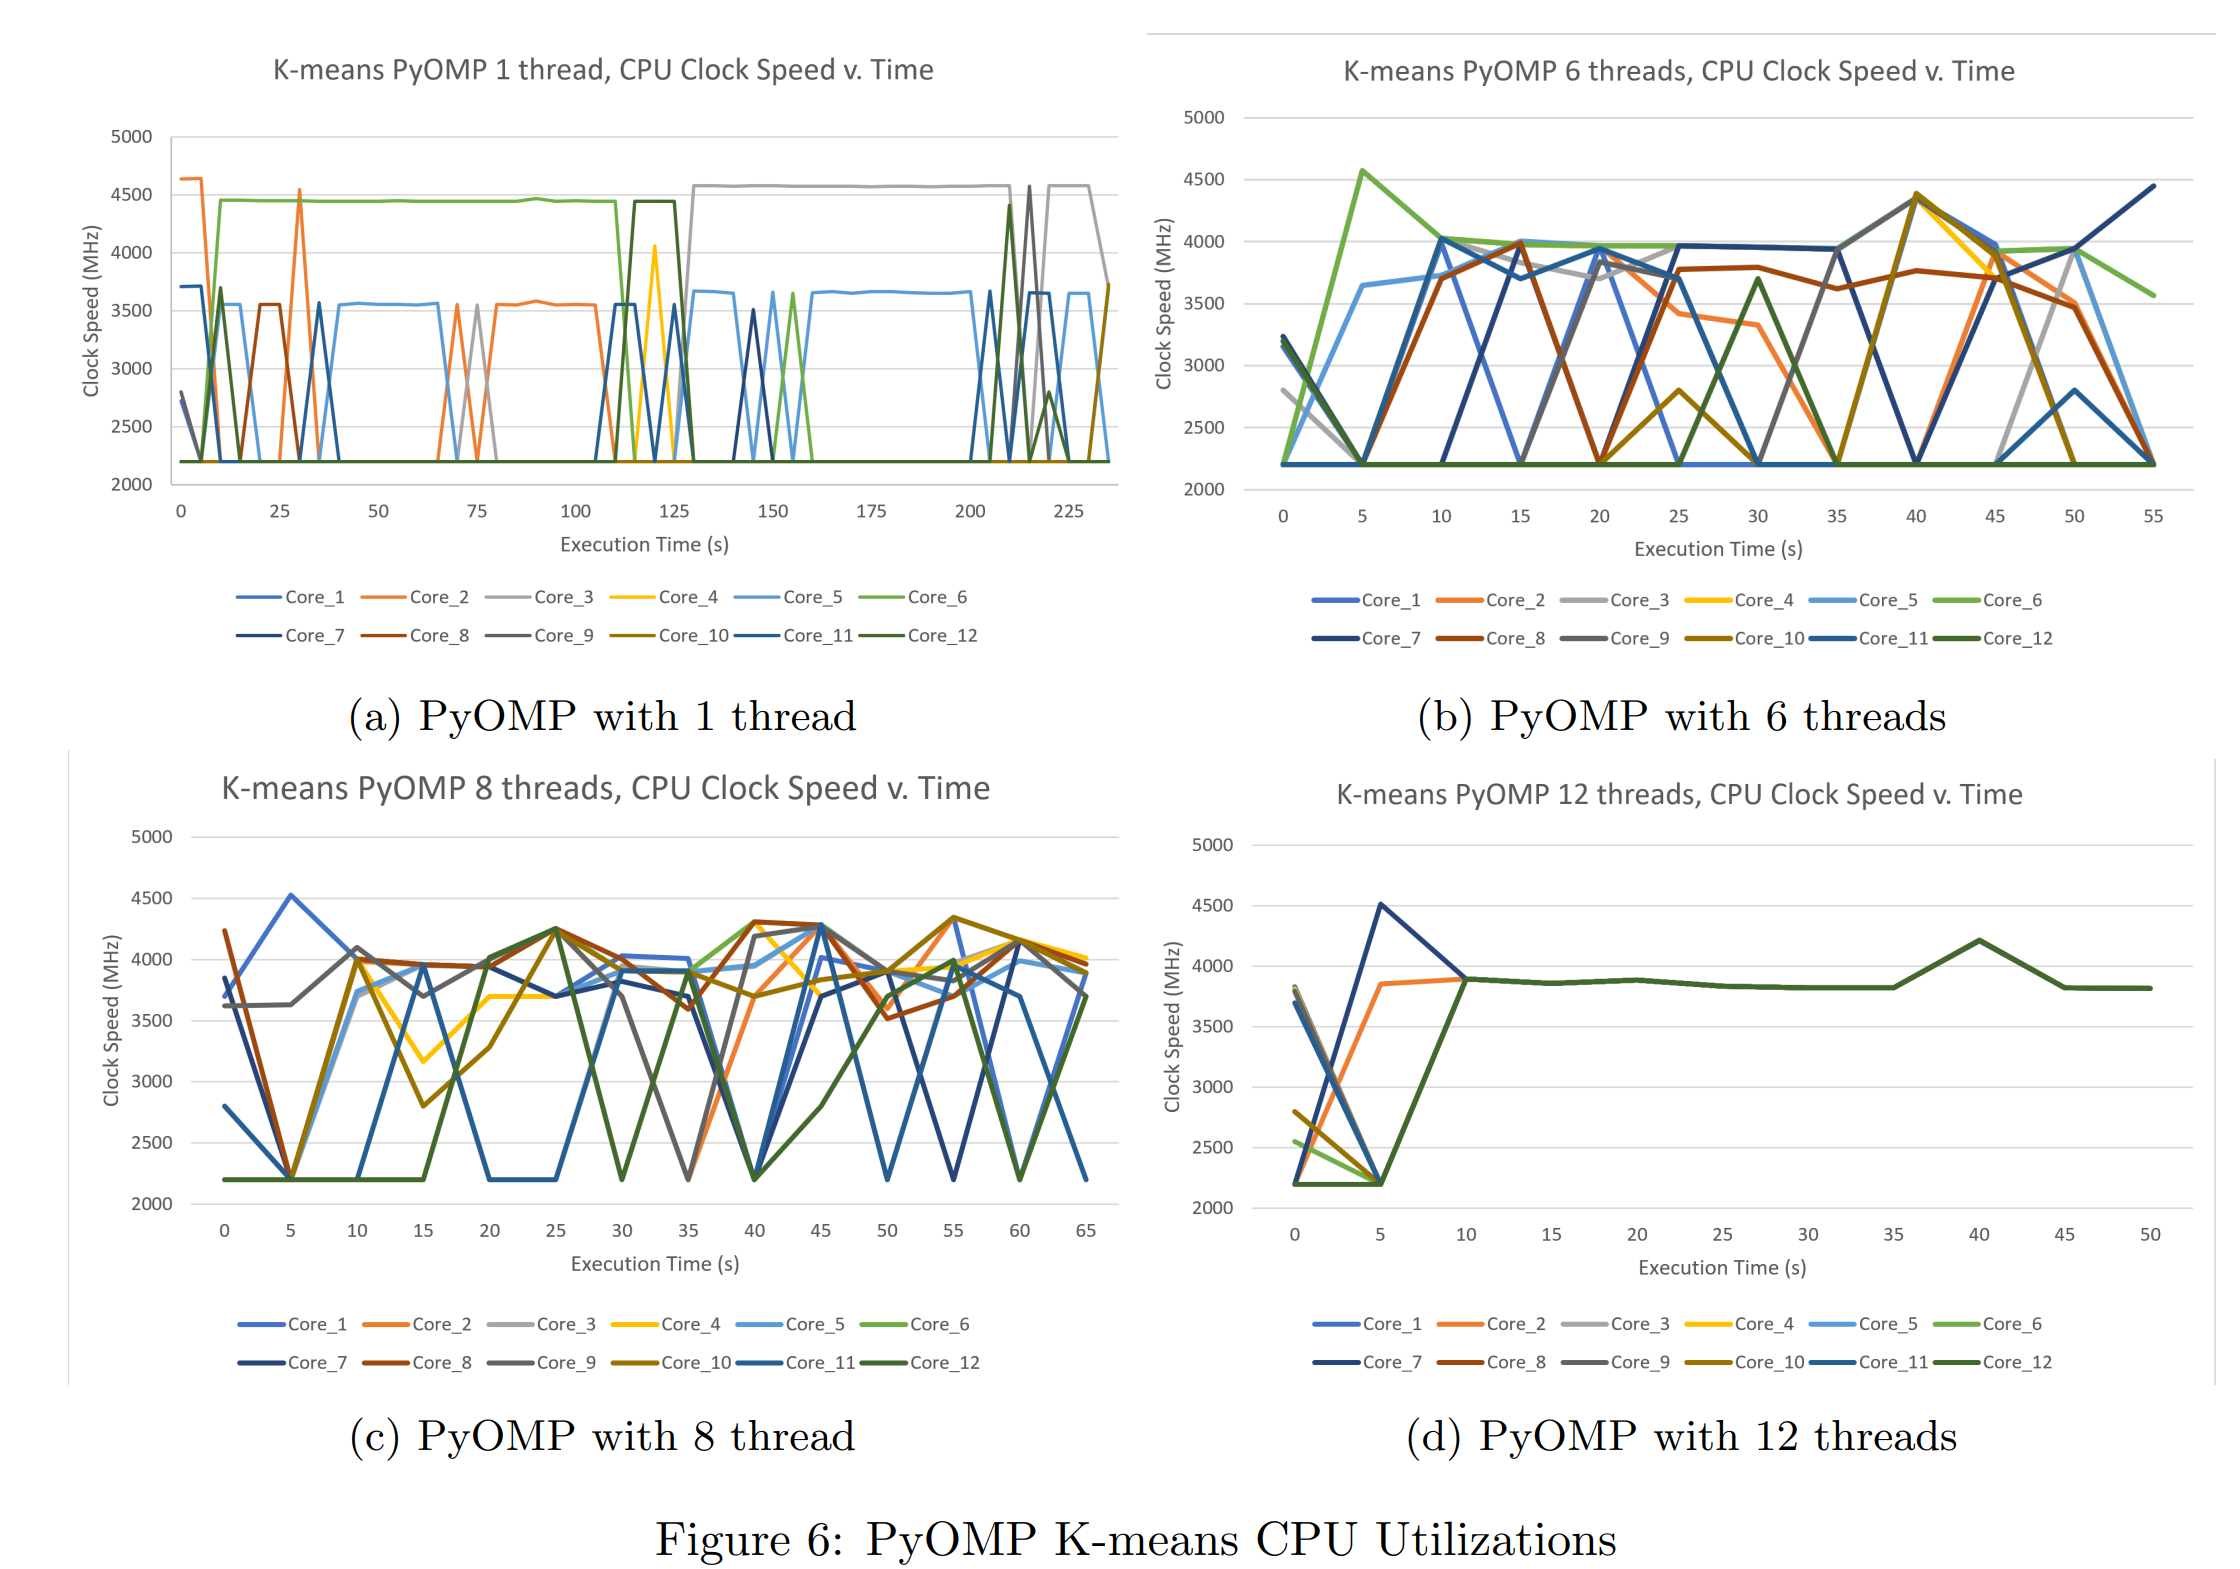 K-means PyOMP 1 thread, CPU Clock Speed v. Time
5000
4500
4000
3500
3000
2500
2000
Clock Speed (MHz)
0 25 50 75 100 125 150 175 200 225
Execution Time (s)
Core_1 Core_2 Core_3 Core_4 Core_5 Core_6
Core_7 Core_8 Core_9 Core_10 Core_11 Core_12
(a) PyOMP with 1 thread
K-means PyOMP 6 threads, CPU Clock Speed v. Time
5000
4500
4000
3500
3000
2500
2000
Clock Speed (MHz)
0 5 10 15 20 25 30 35 40 45 50 55
Execution Time (s)
Core_1 Core_2 Core_3 Core_4 Core_5 Core_6
Core_7 Core_8 Core_9 Core_10 Core_11 Core_12
(b) PyOMP with 6 threads
K-means PyOMP 8 threads, CPU Clock Speed v. Time
5000
4500
4000
3500
3000
2500
2000
Clock Speed (MHz)
0 5 10 15 20 25 30 35 40 45 50 55 60 65
Execution Time (s)
Core_1 Core_2 Core_3 Core_4 Core_5 Core_6
Core_7 Core_8 Core_9 Core_10 Core_11 Core_12
(c) PyOMP with 8 thread
K-means PyOMP 12 threads, CPU Clock Speed v. Time
5000
4500
4000
3500
3000
2500
2000
Clock Speed (MHz)
0 5 10 15 20 25 30 35 40 45 50
Execution Time (s)
Core_1 Core_2 Core_3 Core_4 Core_5 Core_6
Core_7 Core_8 Core_9 Core_10 Core_11 Core_12
(d) PyOMP with 12 threads
Figure 6: PyOMP K-means CPU Utilizations